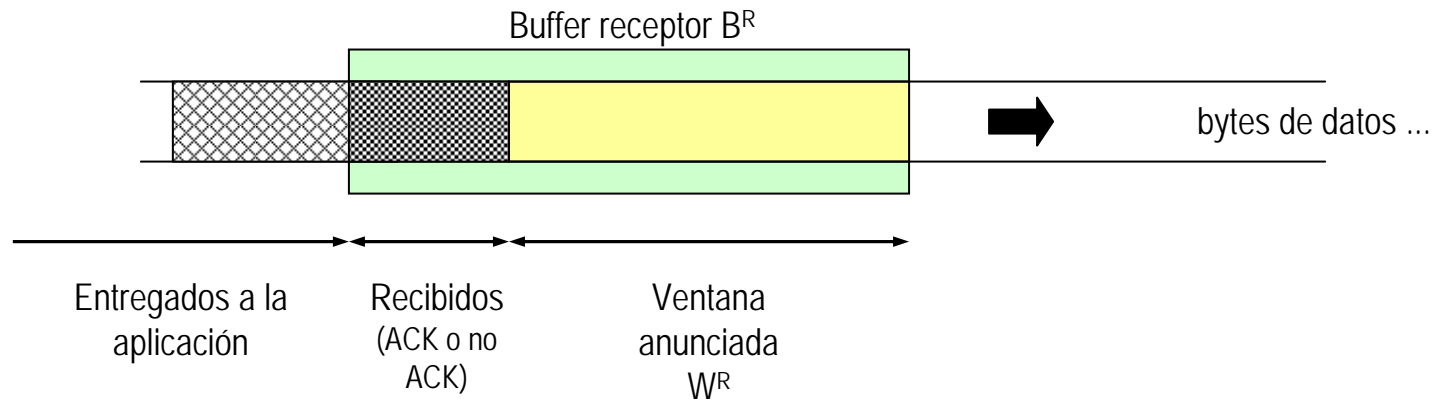 Buffer receptor Bᴿ
bytes de datos ...
Entregados a la
aplicación
Recibidos
(ACK o no
ACK)
Ventana
anunciada
Wᴿ